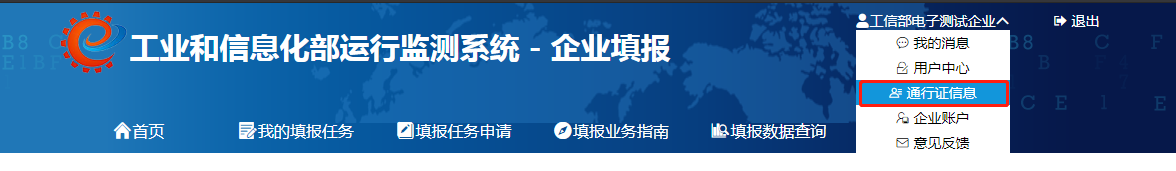 工信部电子测试企业
退出
工业和信息化部运行监测系统 - 企业填报
我的消息
用户中心
通行证信息
企业账户
意见反馈
首页
我的填报任务
填报任务申请
填报业务指南
填报数据查询